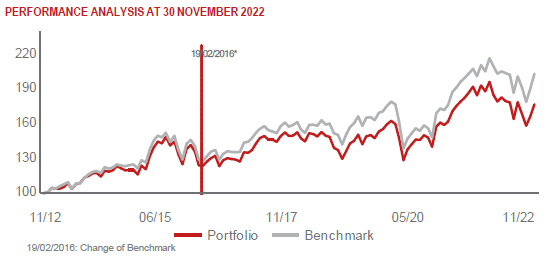 PERFORMANCE ANALYSIS AT 30 NOVEMBER 2022
19/02/2016*
220
190
160
130
100
11/12 06/15 11/17 05/20 11/22
Portfolio Benchmark
19/02/2016: Change of Benchmark